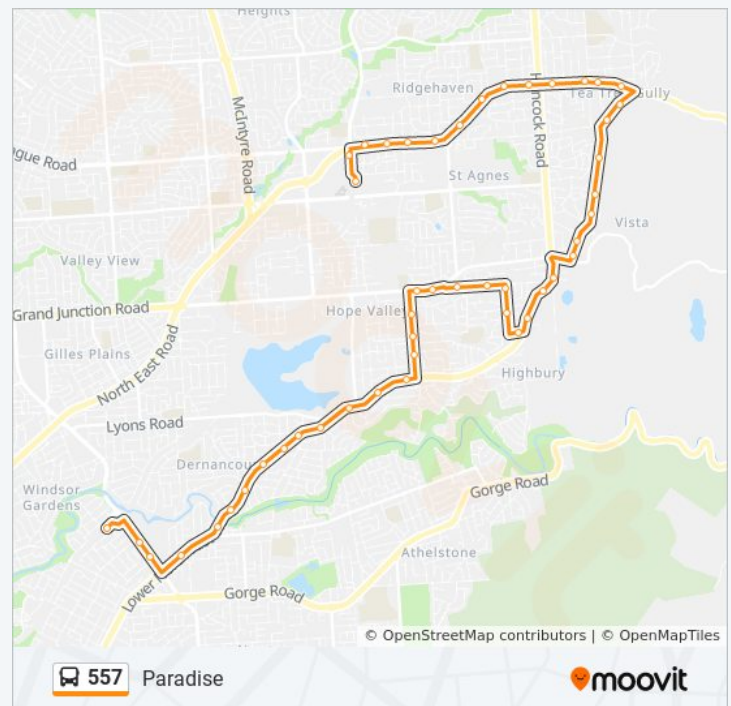 Heights
McIntyre Road
Hancock Road
Ridgehaven
Tea Tree Gully
gue Road
St Agnes
Vista
Valley View
Grand Junction Road
Hope Valley
Gilles Plains
North East Road
Highbury
Lyons Road
Dernancou
Windsor
Gardens
Gorge Road
Athelstone
Lower
Gorge Road
© OpenStreetMap contributors | © OpenMapTiles
557 Paradise
moovit